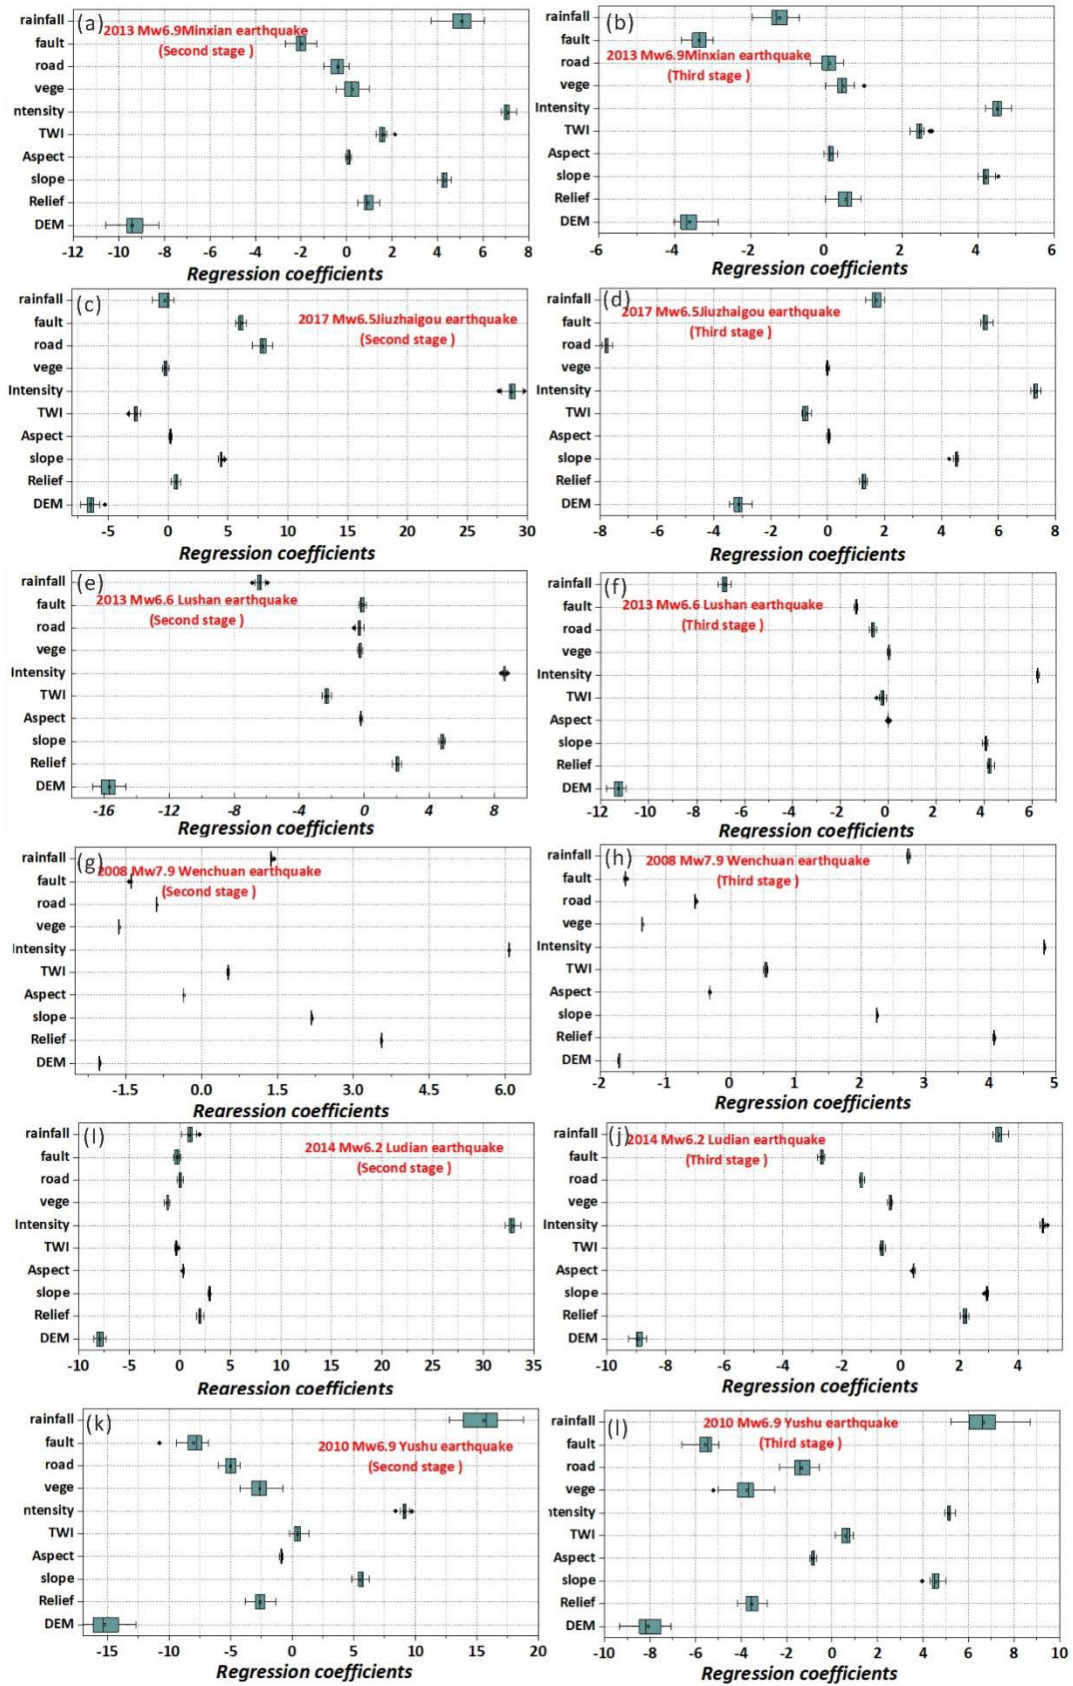 (a)
2013 Mw6.9Minxian earthquake
(Second stage )
rainfall
fault
road
vege
ntensity
TWI
Aspect
slope
Relief
DEM
-12 -10 -8 -6 -4 -2 0 2 4 6 8
Regression coefficients
(b)
2013 Mw6.9Minxian earthquake
(Third stage )
rainfall
fault
road
vege
Intensity
TWI
Aspect
slope
Relief
DEM
-6 -4 -2 0 2 4 6
Regression coefficients
(c)
2017 Mw6.5Jiuzhaigou earthquake
(Second stage )
rainfall
fault
road
vege
Intensity
TWI
Aspect
slope
Relief
DEM
-5 0 5 10 15 20 25 30
Regression coefficients
(d)
2017 Mw6.5Jiuzhaigou earthquake
(Third stage )
rainfall
fault
road
vege
Intensity
TWI
Aspect
slope
Relief
DEM
-8 -6 -4 -2 0 2 4 6 8
Regression coefficients
(e)
2013 Mw6.6 Lushan earthquake
(Second stage )
rainfall
fault
road
vege
Intensity
TWI
Aspect
slope
Relief
DEM
-16 -12 -8 -4 0 4 8
Regression coefficients
(f)
2013 Mw6.6 Lushan earthquake
(Third stage )
rainfall
fault
road
vege
Intensity
TWI
Aspect
slope
Relief
DEM
-12 -10 -8 -6 -4 -2 0 2 4 6
Regression coefficients
(g)
2008 Mw7.9 Wenchuan earthquake
(Second stage )
rainfall
fault
road
vege
Intensity
TWI
Aspect
slope
Relief
DEM
-1.5 0.0 1.5 3.0 4.5 6.0
Regression coefficients
(h)
2008 Mw7.9 Wenchuan earthquake
(Third stage )
rainfall
fault
road
vege
Intensity
TWI
Aspect
slope
Relief
DEM
-2 -1 0 1 2 3 4 5
Regression coefficients
(I)
2014 Mw6.2 Ludian earthquake
(Second stage )
rainfall
fault
road
vege
Intensity
TWI
Aspect
slope
Relief
DEM
-10 -5 0 5 10 15 20 25 30 35
Regression coefficients
(j)
2014 Mw6.2 Ludian earthquake
(Third stage )
rainfall
fault
road
vege
Intensity
TWI
Aspect
slope
Relief
DEM
-10 -8 -6 -4 -2 0 2 4
Regression coefficients
(k)
2010 Mw6.9 Yushu earthquake
(Second stage )
rainfall
fault
road
vege
ntensity
TWI
Aspect
slope
Relief
DEM
-15 -10 -5 0 5 10 15 20
Regression coefficients
(l)
2010 Mw6.9 Yushu earthquake
(Third stage )
rainfall
fault
road
vege
ntensity
TWI
Aspect
slope
Relief
DEM
-10 -8 -6 -4 -2 0 2 4 6 8 10
Regression coefficients